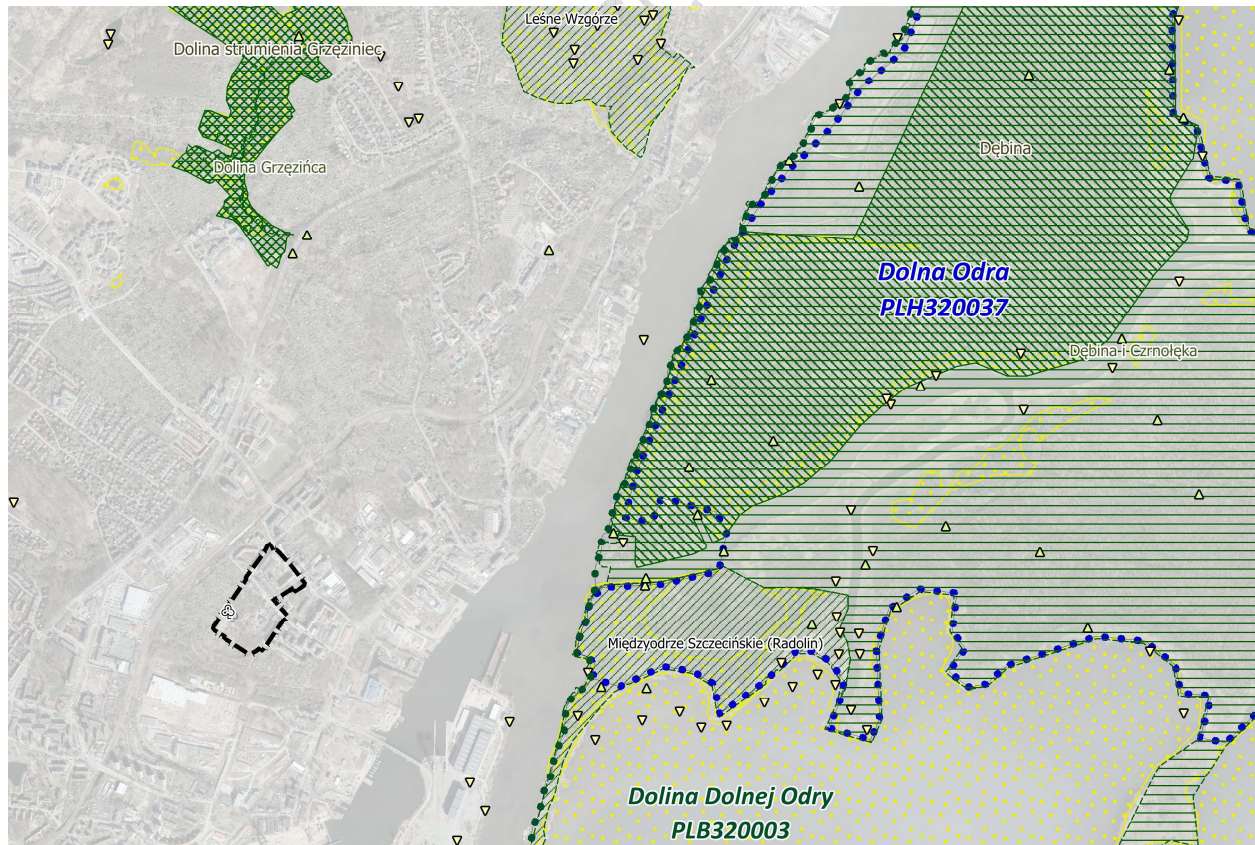 Leśne Wzgórze
Dolina strumienia Grzęziniec
Dolina Grzęzińca
Dębina
Dolna Odra
PLH320037
Dębina i Czrnołęka
Międzyodrze Szczecińskie (Radolin)
Dolina Dolnej Odry
PLB320003